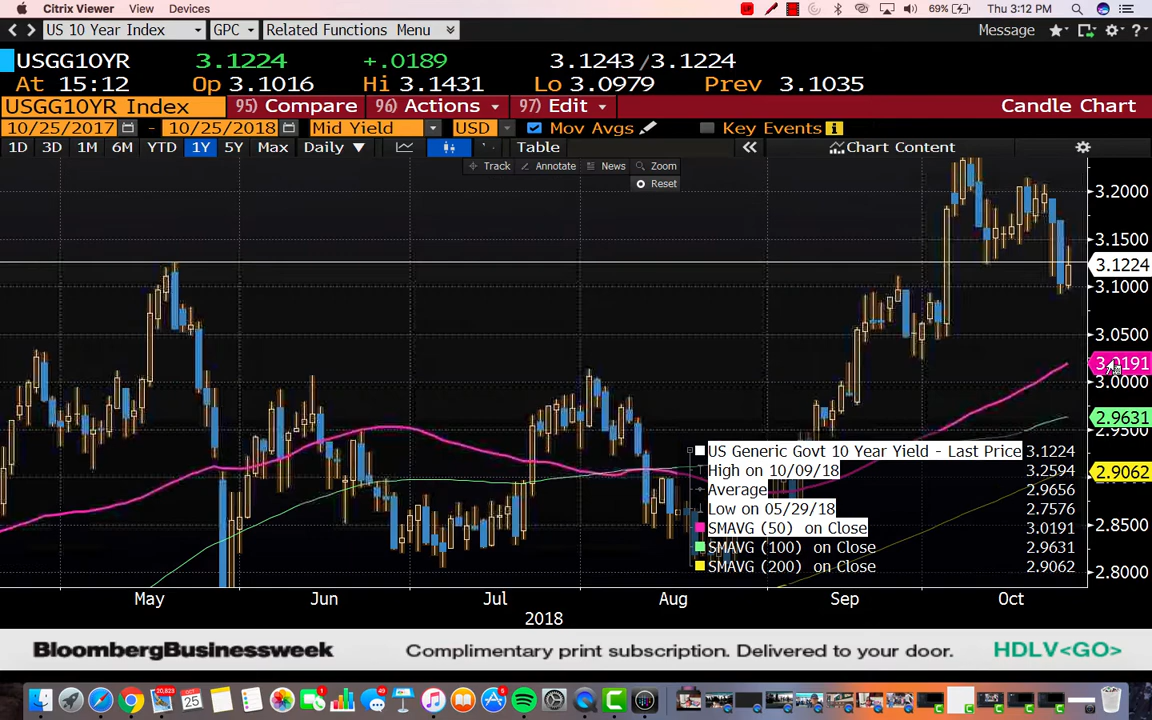 Citrix Viewer View Devices 69% Thu 3:12 PM
US 10 Year Index GPC Related Functions Menu Message
USGG10YR 3.1224 +.0189 3.1243/3.1224
At 15:12 Op 3.1016 Hi 3.1431 Lo 3.0979 Prev 3.1035
USGG10YR Index 95) Compare 96) Actions 97) Edit Candle Chart
10/25/2017 - 10/25/2018 Mid Yield USD Mov Avgs Key Events
1D 3D 1M 6M YTD 1Y 5Y Max Daily Table Chart Content
Track Annotate News Zoom
Reset
3.2000
3.1500
3.1224
3.1000
3.0500
3.0191
3.0000
2.9631
2.9500
US Generic Govt 10 Year Yield - Last Price 3.1224
High on 10/09/18 3.2594
2.9062
Average 2.9656
Low on 05/29/18 2.7576
SMAVG (50) on Close 3.0191
2.8500
SMAVG (100) on Close 2.9631
SMAVG (200) on Close 2.9062
2.8000
May Jun Jul Aug Sep Oct
2018
BloombergBusinessweek Complimentary print subscription. Delivered to your door. HDLV<GO>